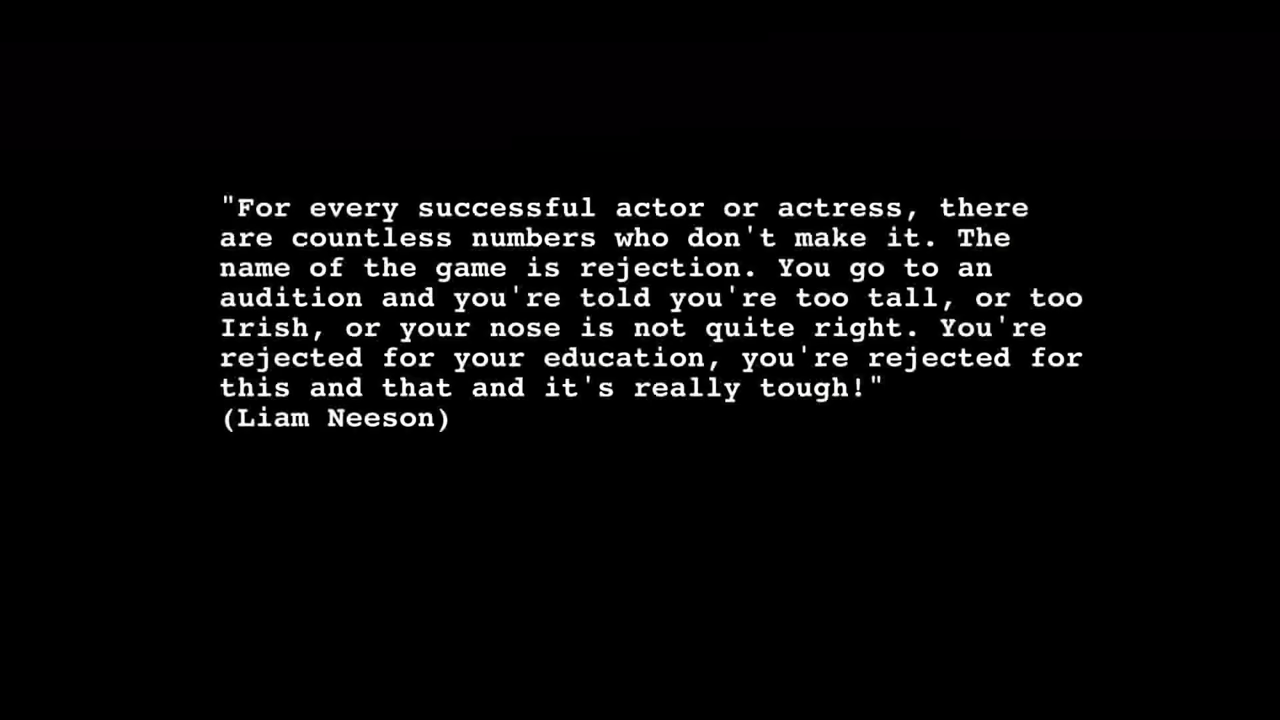 "For every successful actor or actress, there
are countless numbers who don't make it. The
name of the game is rejection. You go to an
audition and you're told you're too tall, or too
Irish, or your nose is not quite right. You're
rejected for your education, you're rejected for
this and that and it's really tough!"
(Liam Neeson)